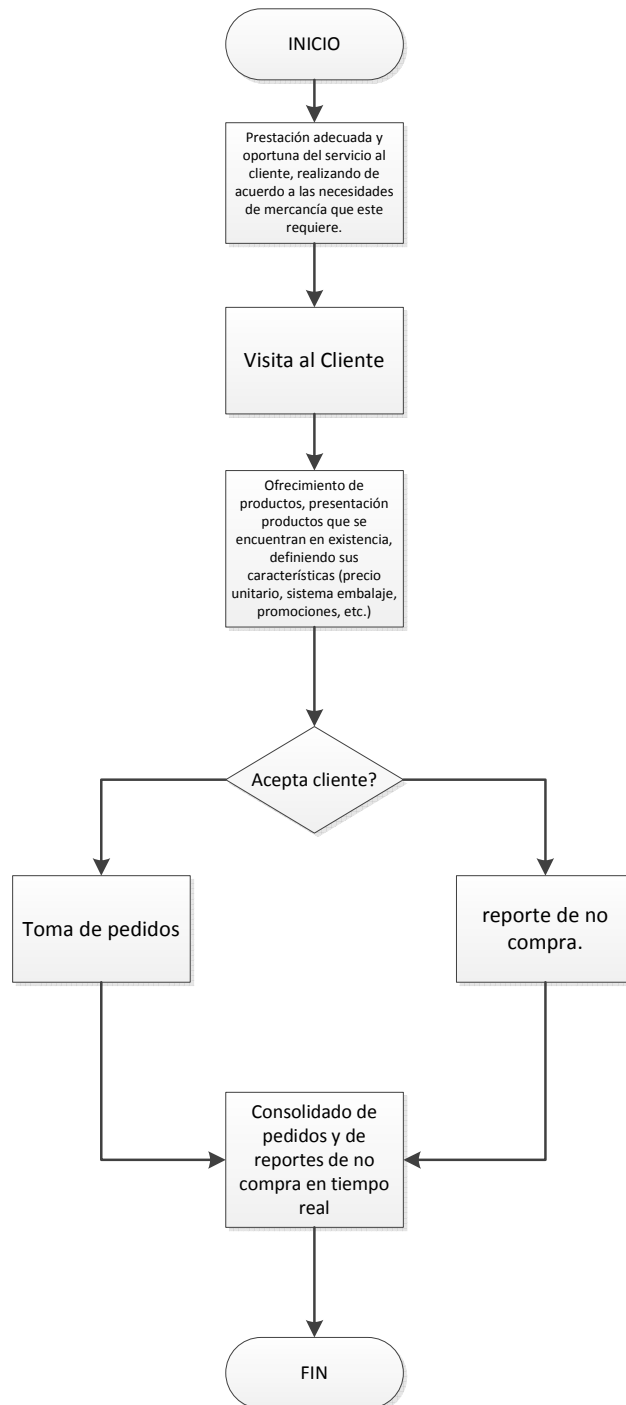 INICIO
Prestación adecuada y
oportuna del servicio al
cliente, realizando de
acuerdo a las necesidades
de mercancía que este
requiere.
Visita al Cliente
Ofrecimiento de
productos, presentación
productos que se
encuentran en existencia,
definiendo sus
características (precio
unitario, sistema embalaje,
promociones, etc.)
Acepta cliente?
Toma de pedidos
reporte de no
compra.
Consolidado de
pedidos y de
reportes de no
compra en tiempo
real
FIN